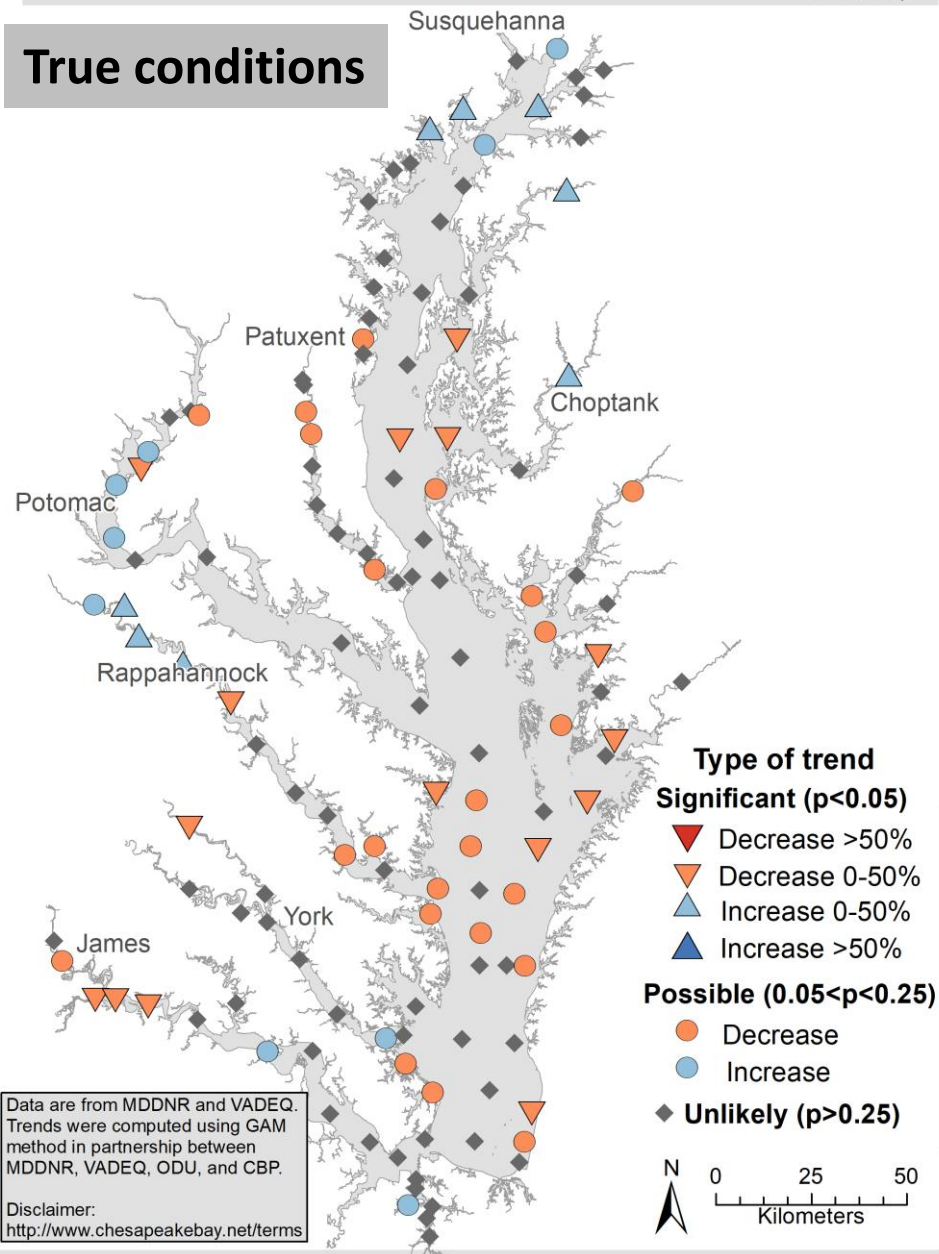 Susquehanna
True conditions
Patuxent
Choptank
Potomac
Rappahannock
York
James
Type of trend
Significant (p<0.05)
Decrease >50%
Decrease 0-50%
Increase 0-50%
Increase >50%
Possible (0.05<p<0.25)
Decrease
Increase
Unlikely (p>0.25)
Data are from MDDNR and VADEQ.
Trends were computed using GAM
method in partnership between
MDDNR, VADEQ, ODU, and CBP.
Disclaimer:
http://www.chesapeakebay.net/terms
N
0 25 50
Kilometers